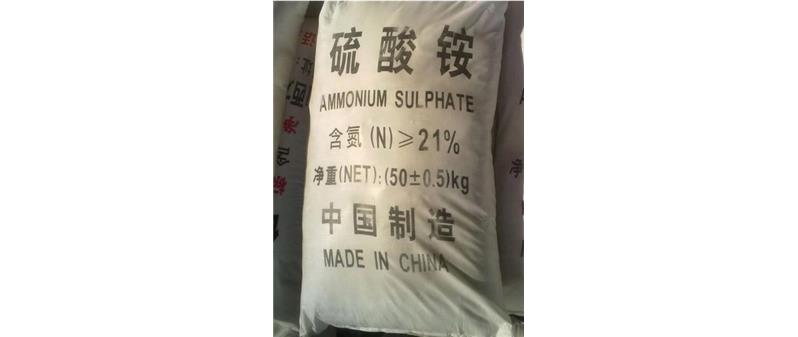 硫酸铵
AMMONIUM SULPHATE
含氮(N)≥21%
净重(NET):(50±0.5)kg
中国制造
MADE IN CHINA